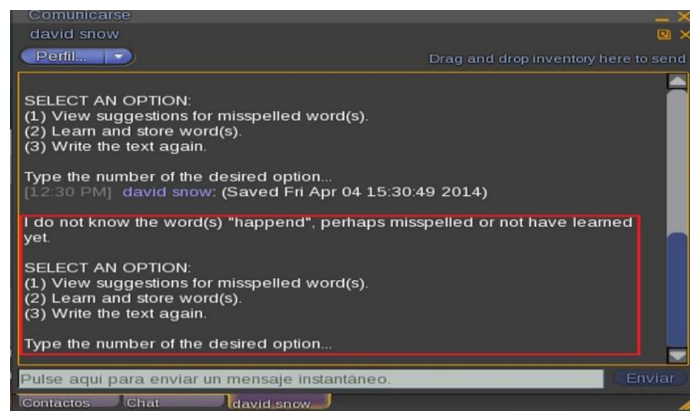 Comunicarse
david snow
Perfil...
Drag and drop inventory here to send
SELECT AN OPTION:
(1) View suggestions for misspelled word(s).
(2) Learn and store word(s).
(3) Write the text again.
Type the number of the desired option...
[12:30 PM] david snow: (Saved Fri Apr 04 15:30:49 2014)
I do not know the word(s) "happend", perhaps misspelled or not have learned
yet.
SELECT AN OPTION:
(1) View suggestions for misspelled word(s).
(2) Learn and store word(s).
(3) Write the text again.
Type the number of the desired option...
Pulse aquí para enviar un mensaje instantáneo.
Enviar
Contactos Chat david snow